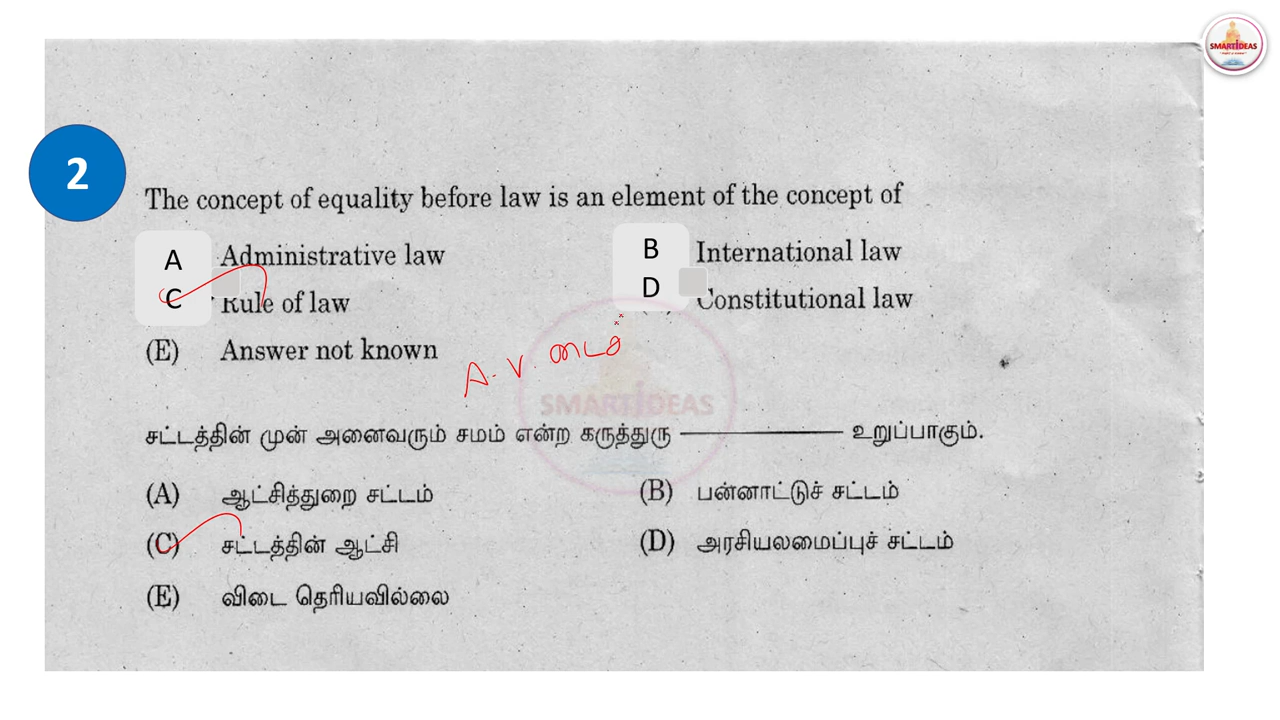 SMARTIDEAS
2
The concept of equality before law is an element of the concept of
A Administrative law B International law
C Rule of law D Constitutional law
(E) Answer not known
A. V. டைசி
SMARTIDEAS
சட்டத்தின் முன் அனைவரும் சமம் என்ற கருத்துரு ——————— உறுப்பாகும்.
(A) ஆட்சித்துறை சட்டம் (B) பன்னாட்டுச் சட்டம்
(C) சட்டத்தின் ஆட்சி (D) அரசியலமைப்புச் சட்டம்
(E) விடை தெரியவில்லை